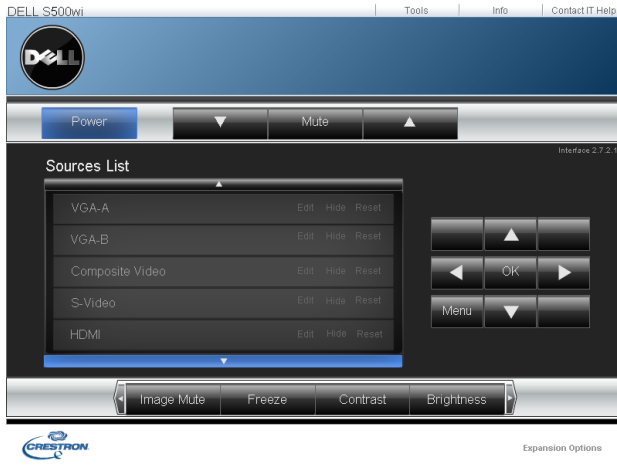 DELL S500wi
Tools Info Contact IT Help
DELL
Power Mute
Interface 2.7.2.1
Sources List
VGA-A Edit Hide Reset
VGA-B Edit Hide Reset
Composite Video Edit Hide Reset
S-Video Edit Hide Reset
HDMI Edit Hide Reset
OK
Menu
Image Mute Freeze Contrast Brightness
CRESTRON
Expansion Options